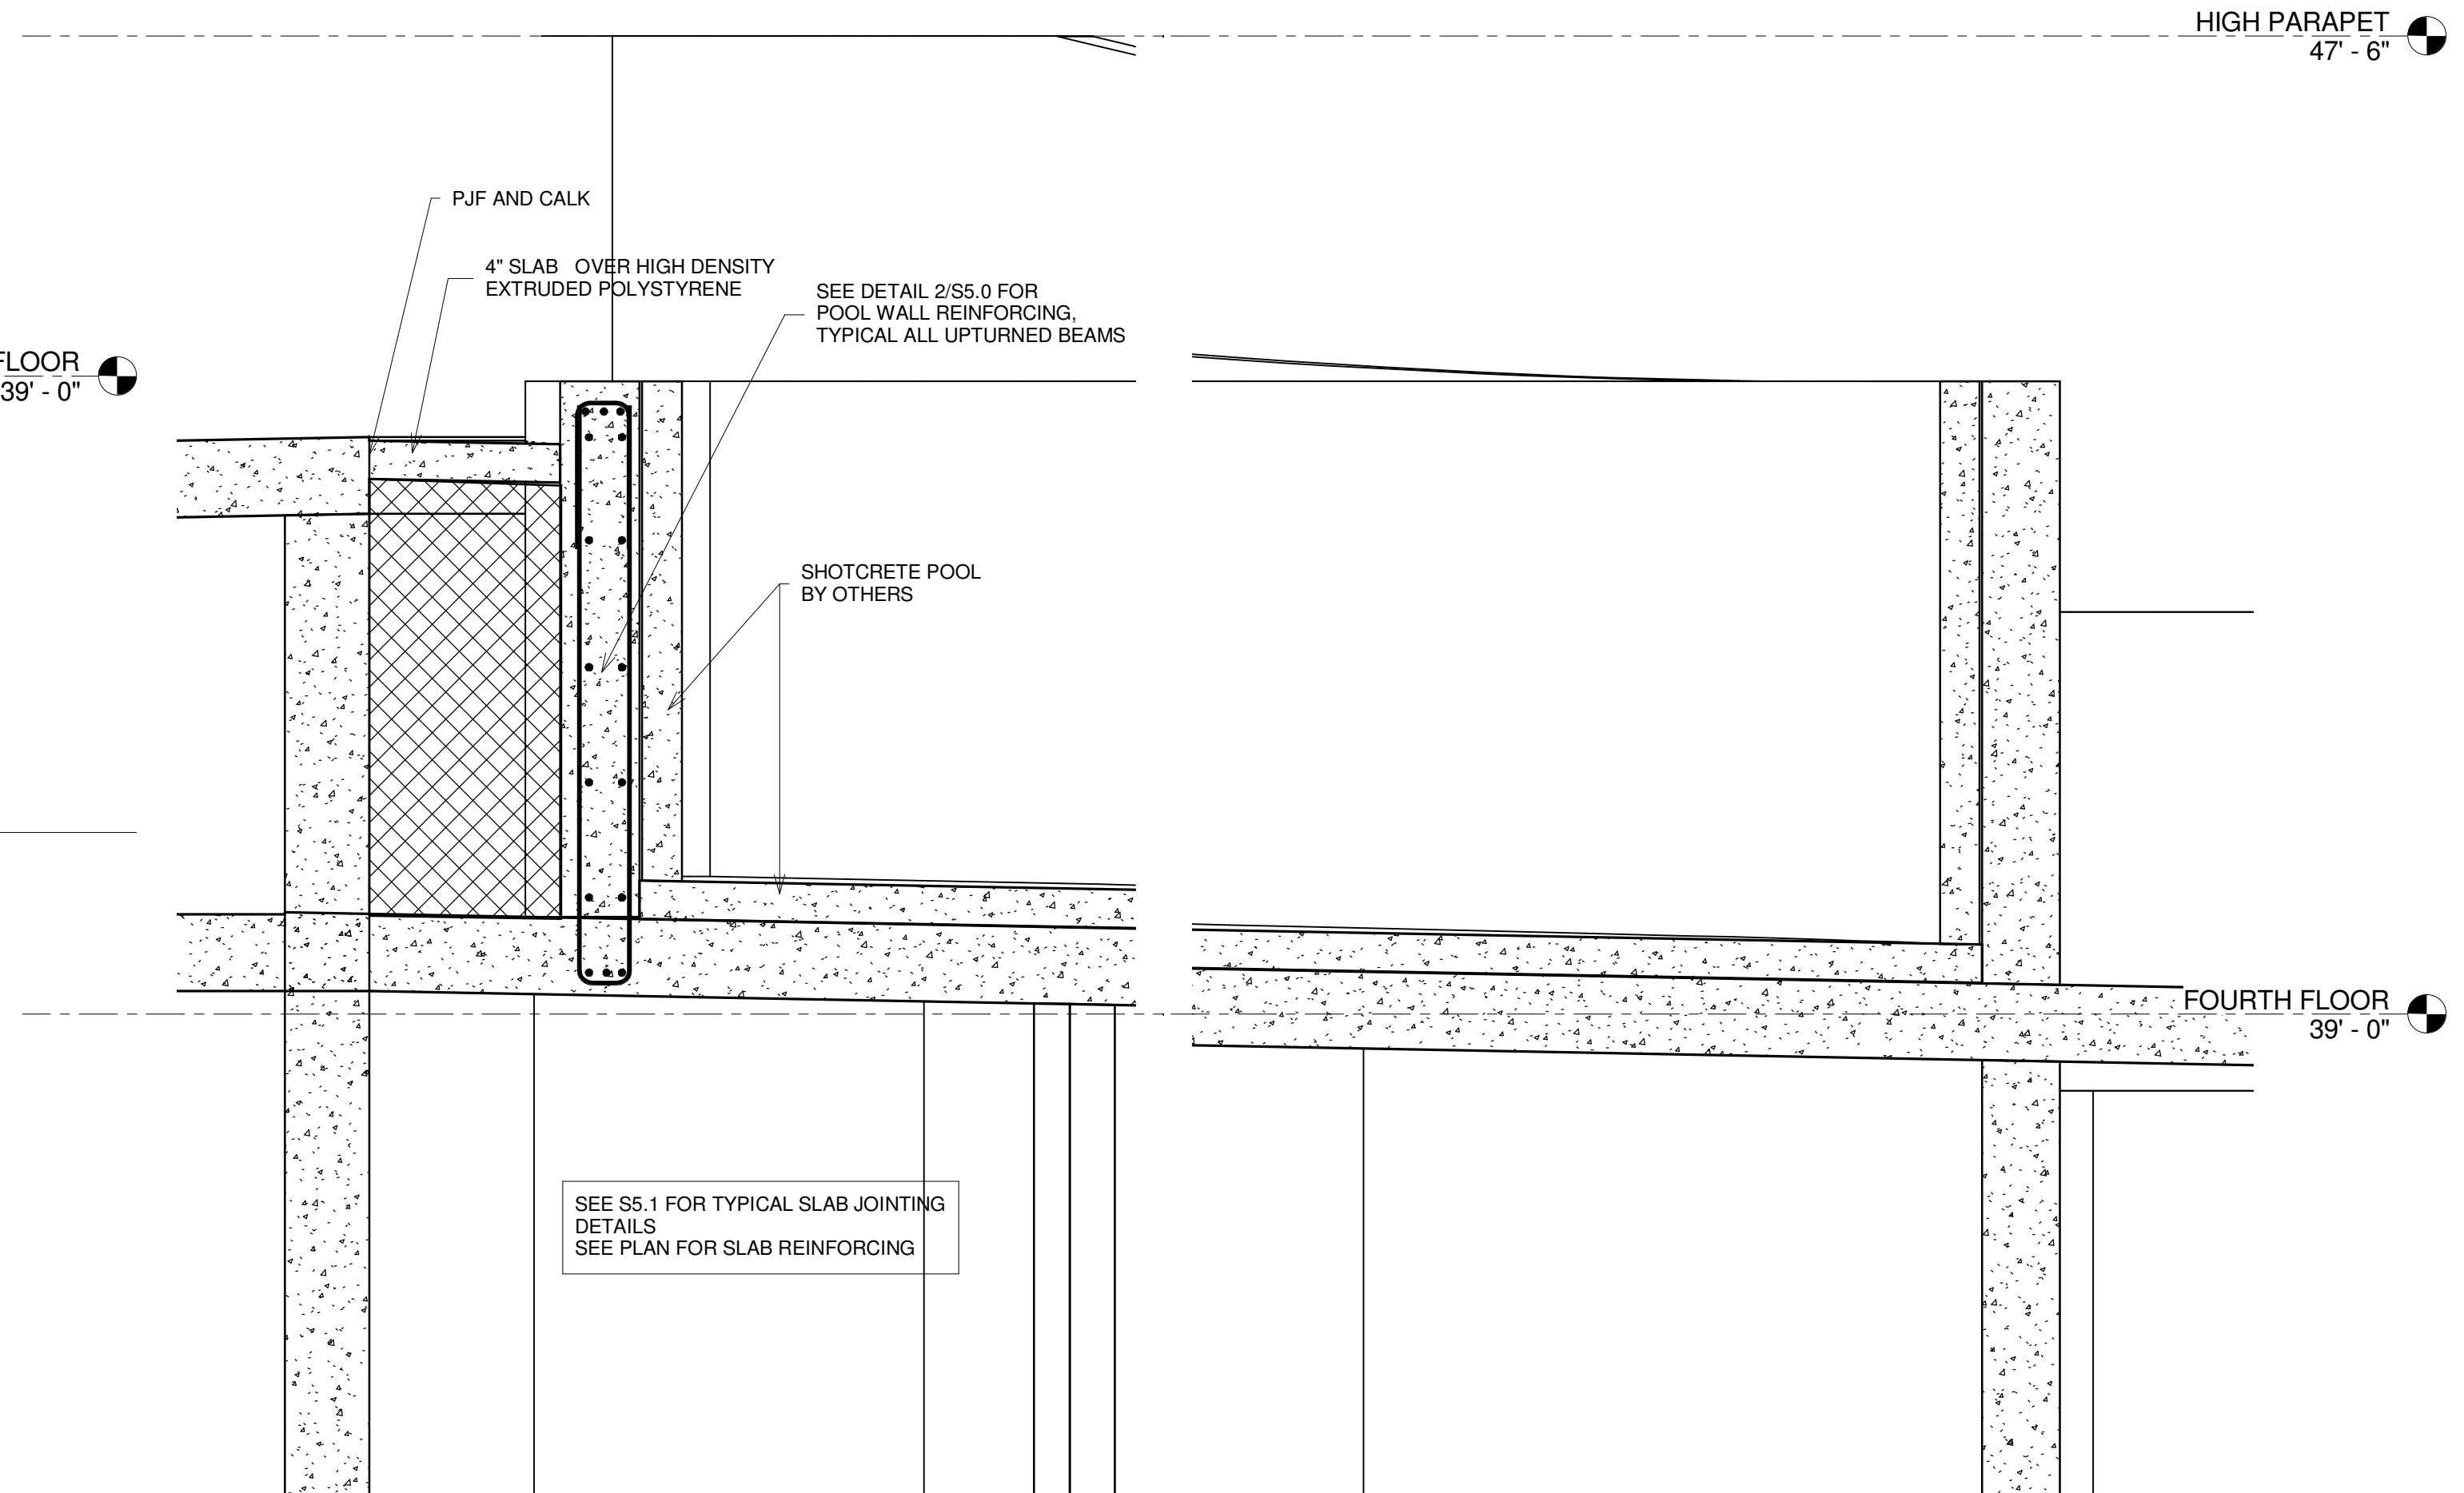 HIGH PARAPET
47' - 6"
PJF AND CALK
4" SLAB OVER HIGH DENSITY
EXTRUDED POLYSTYRENE
SEE DETAIL 2/S5.0 FOR
POOL WALL REINFORCING,
TYPICAL ALL UPTURNED BEAMS
FLOOR
39' - 0"
SHOTCRETE POOL
BY OTHERS
FOURTH FLOOR
39' - 0"
SEE S5.1 FOR TYPICAL SLAB JOINTING
DETAILS
SEE PLAN FOR SLAB REINFORCING